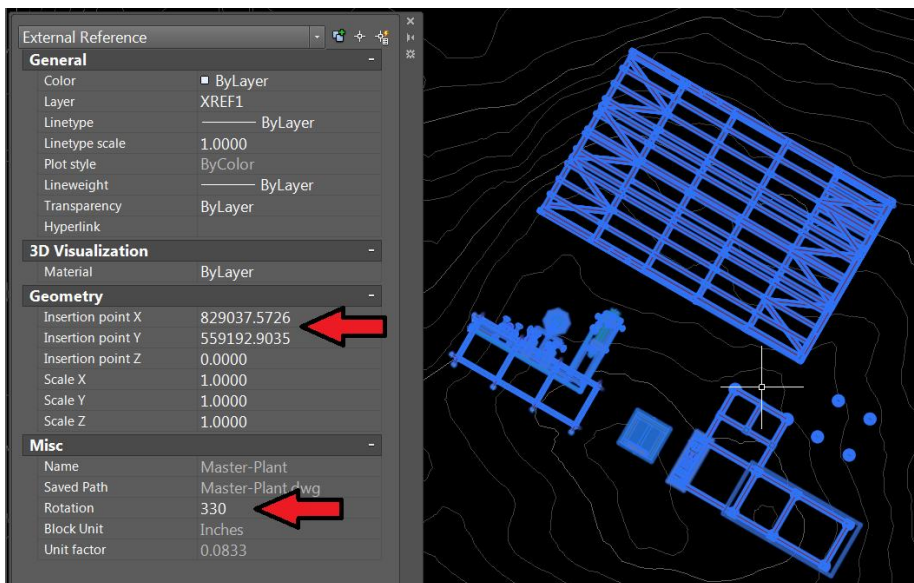 External Reference
General
Color ByLayer
Layer XREF1
Linetype ByLayer
Linetype scale 1.0000
Plot style ByColor
Lineweight ByLayer
Transparency ByLayer
Hyperlink
3D Visualization
Material ByLayer
Geometry
Insertion point X 829037.5726
Insertion point Y 559192.9035
Insertion point Z 0.0000
Scale X 1.0000
Scale Y 1.0000
Scale Z 1.0000
Misc
Name Master-Plant
Saved Path Master-Plant.dwg
Rotation 330
Block Unit Inches
Unit factor 0.0833